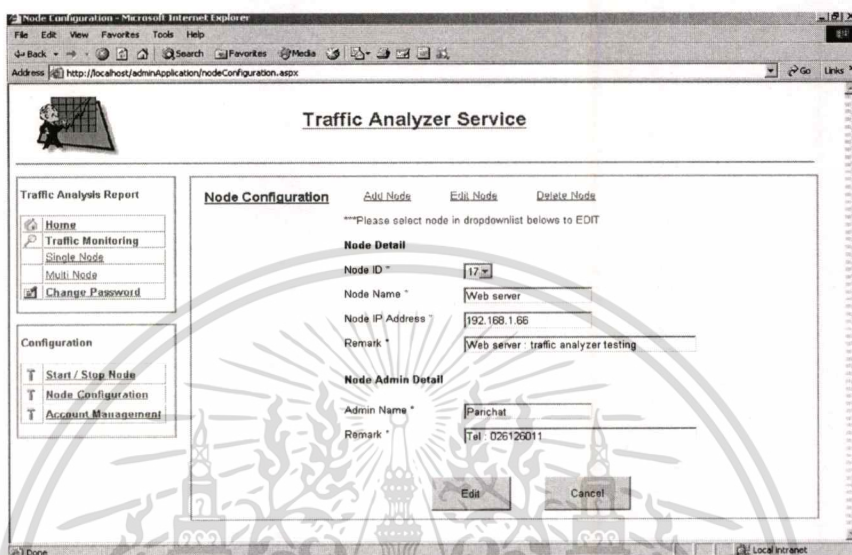 Node Configuration - Microsoft Internet Explorer
File Edit View Favorites Tools Help
Back Search Favorites Media
Address http://localhost/adminApplication/nodeConfiguration.aspx Go Links
Traffic Analyzer Service
Traffic Analysis Report
Home
Traffic Monitoring
Single Node
Multi Node
Change Password
Configuration
Start / Stop Node
Node Configuration
Account Management
Node Configuration Add Node Edit Node Delete Node
***Please select node in dropdownlist belows to EDIT
Node Detail
Node ID * 17
Node Name * Web server
Node IP Address * 192.168.1.66
Remark * Web server : traffic analyzer testing
Node Admin Detail
Admin Name * Panchat
Remark * Tel : 026126011
Edit Cancel
Done Local intranet